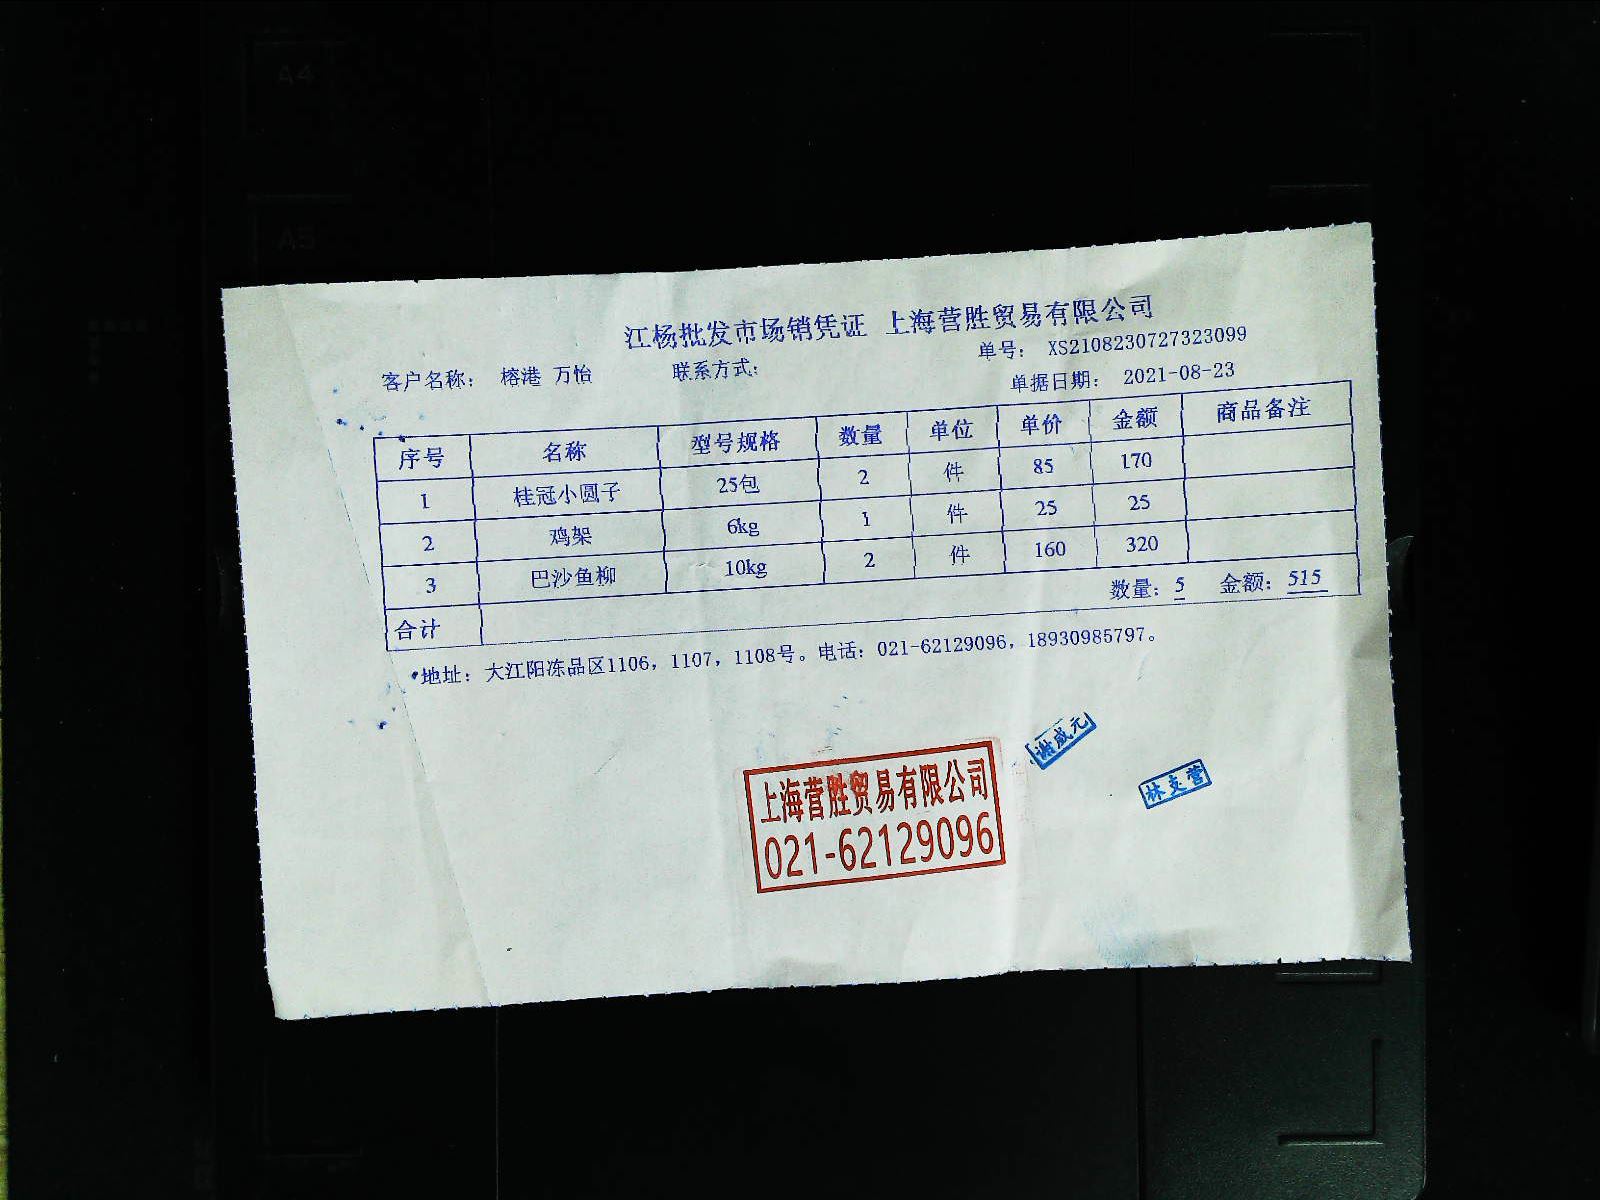 A4
A5
江杨批发市场销凭证 上海营胜贸易有限公司
单号： XS2108230727323099
客户名称： 榕港 万怡 联系方式：
单据日期： 2021-08-23
序号 名称 型号规格 数量 单位 单价 金额 商品备注
1 桂冠小圆子 25包 2 件 85 170
2 鸡架 6kg 1 件 25 25
3 巴沙鱼柳 10kg 2 件 160 320
合计 数量：5 金额：515
地址：大江阳冻品区1106，1107，1108号。电话：021-62129096，18930985797。
谢咸元
林支营
上海营胜贸易有限公司
021-62129096